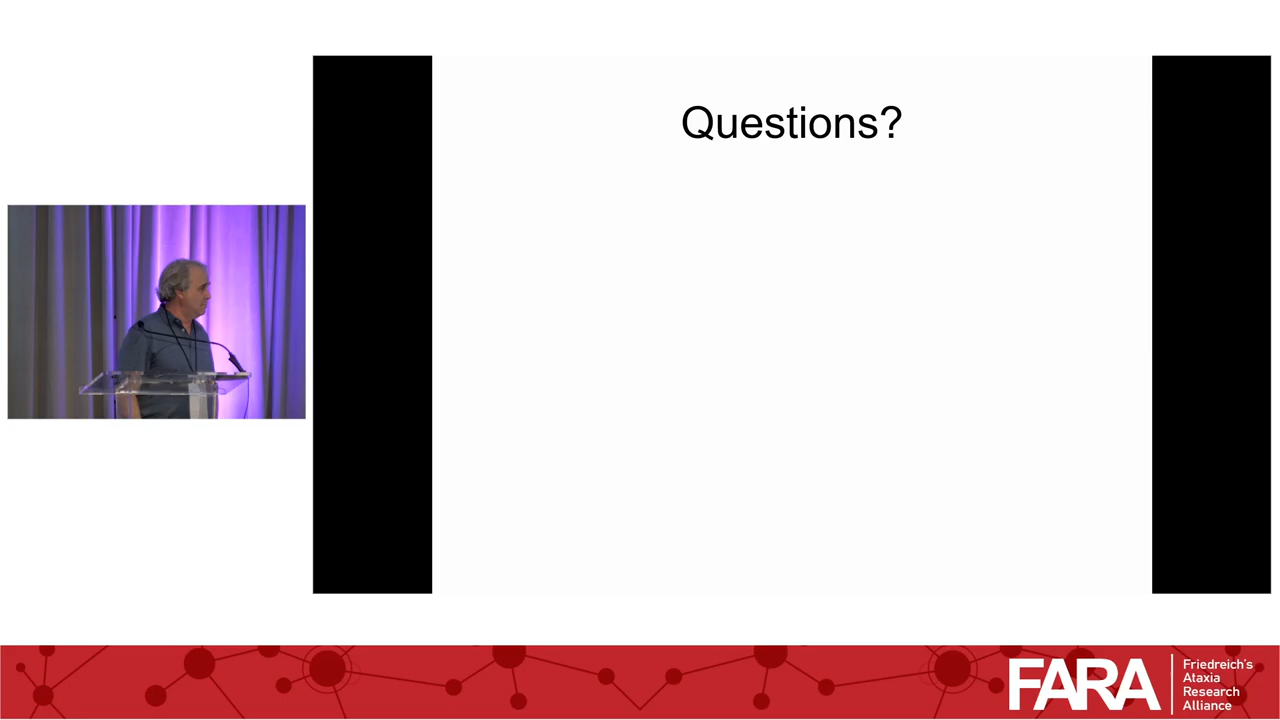 Questions?
FARA
Friedreich's
Ataxia
Research
Alliance